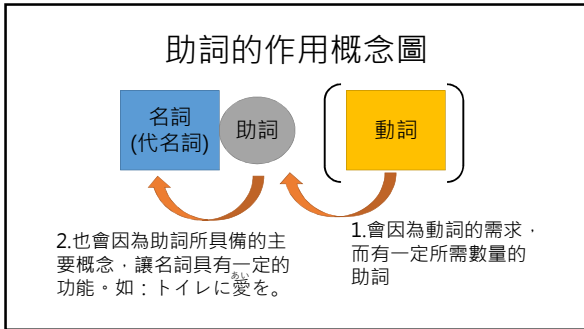 助詞的作用概念圖
名詞
(代名詞)
助詞
動詞
2.也會因為助詞所具備的主
要概念，讓名詞具有一定的
あい
功能。如：トイレに愛を。
1.會因為動詞的需求，
而有一定所需數量的
助詞